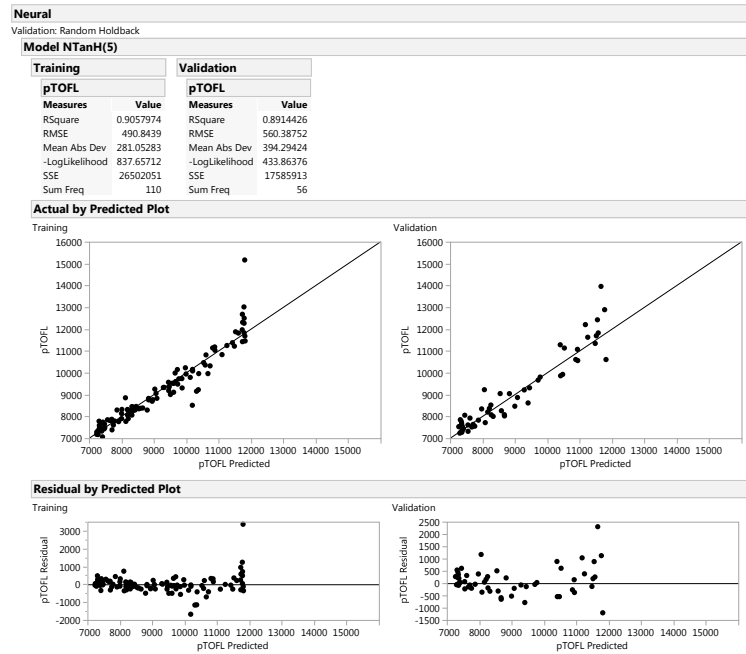 Neural
Validation: Random Holdback
Model NTanH(5)
Training Validation
pTOFL pTOFL
Measures Value Measures Value
RSquare 0.9057974 RSquare 0.8914426
RMSE 490.8439 RMSE 560.38752
Mean Abs Dev 281.05283 Mean Abs Dev 394.29424
-LogLikelihood 837.65712 -LogLikelihood 433.86376
SSE 26502051 SSE 17585913
Sum Freq 110 Sum Freq 56
Actual by Predicted Plot
Training Validation
16000 16000
15000 15000
14000 14000
13000 13000
12000 12000
11000 11000
10000 10000
9000 9000
8000 8000
7000 7000
pTOFL pTOFL
7000 8000 9000 10000 11000 12000 13000 15000 7000 8000 9000 10000 11000 12000 13000 15000
pTOFL Predicted pTOFL Predicted
Residual by Predicted Plot
Training Validation
3000 2500
2000 2000
1000 1500
0 1000
-1000 500
-2000 0
-500
-1000
-1500
pTOFL Residual pTOFL Residual
7000 8000 9000 10000 11000 12000 13000 15000 7000 8000 9000 10000 11000 12000 13000 15000
pTOFL Predicted pTOFL Predicted